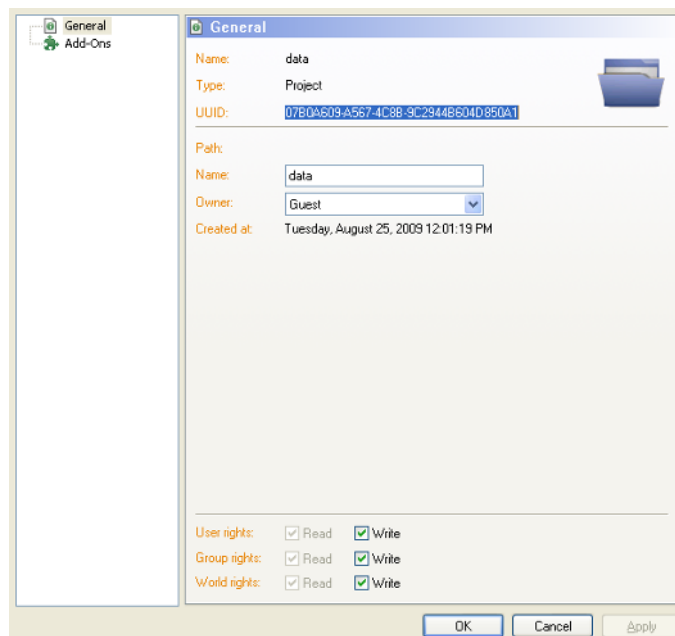 General
Add-Ons
General
Name: data
Type: Project
UUID: 07B0A609-A567-4C8B-9C2944B604D850A1
Path:
Name: data
Owner: Guest
Created at: Tuesday, August 25, 2009 12:01:19 PM
User rights: Read Write
Group rights: Read Write
World rights: Read Write
OK Cancel Apply